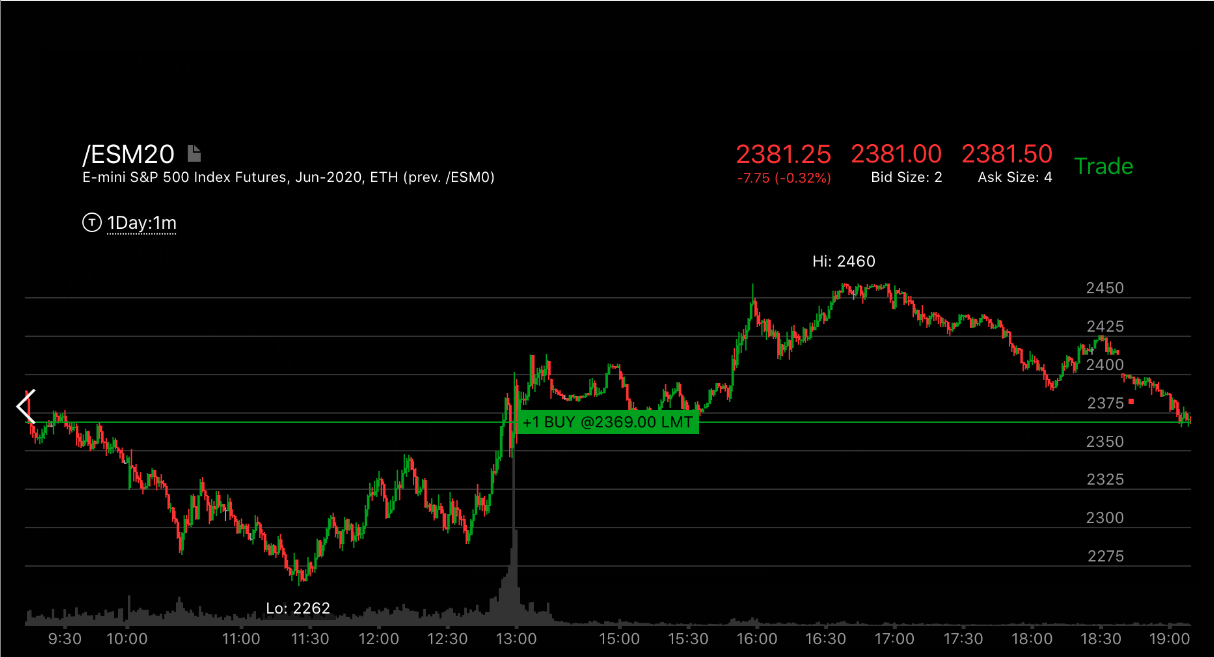 /ESM20
2381.25 2381.00 2381.50 Trade
E-mini S&P 500 Index Futures, Jun-2020, ETH (prev. /ESM0)
-7.75 (-0.32%) Bid Size: 2 Ask Size: 4
T 1Day:1m
Hi: 2460
2450
2425
2400
2375
+1 BUY @2369.00 LMT
2350
2325
2300
2275
Lo: 2262
9:30 10:00 11:00 11:30 12:00 12:30 13:00 15:00 15:30 16:00 16:30 17:00 17:30 18:00 18:30 19:00